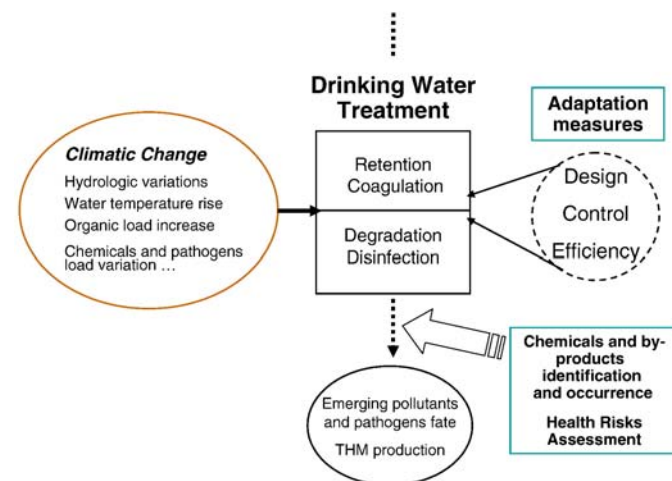 Drinking Water
Treatment
Adaptation
measures
Climatic Change
Hydrologic variations
Water temperature rise
Organic load increase
Chemicals and pathogens
load variation ...
Retention
Coagulation
Degradation
Disinfection
Design
Control
Efficiency
Chemicals and by-
products
identification
and occurrence
Health Risks
Assessment
Emerging pollutants
and pathogens fate
THM production